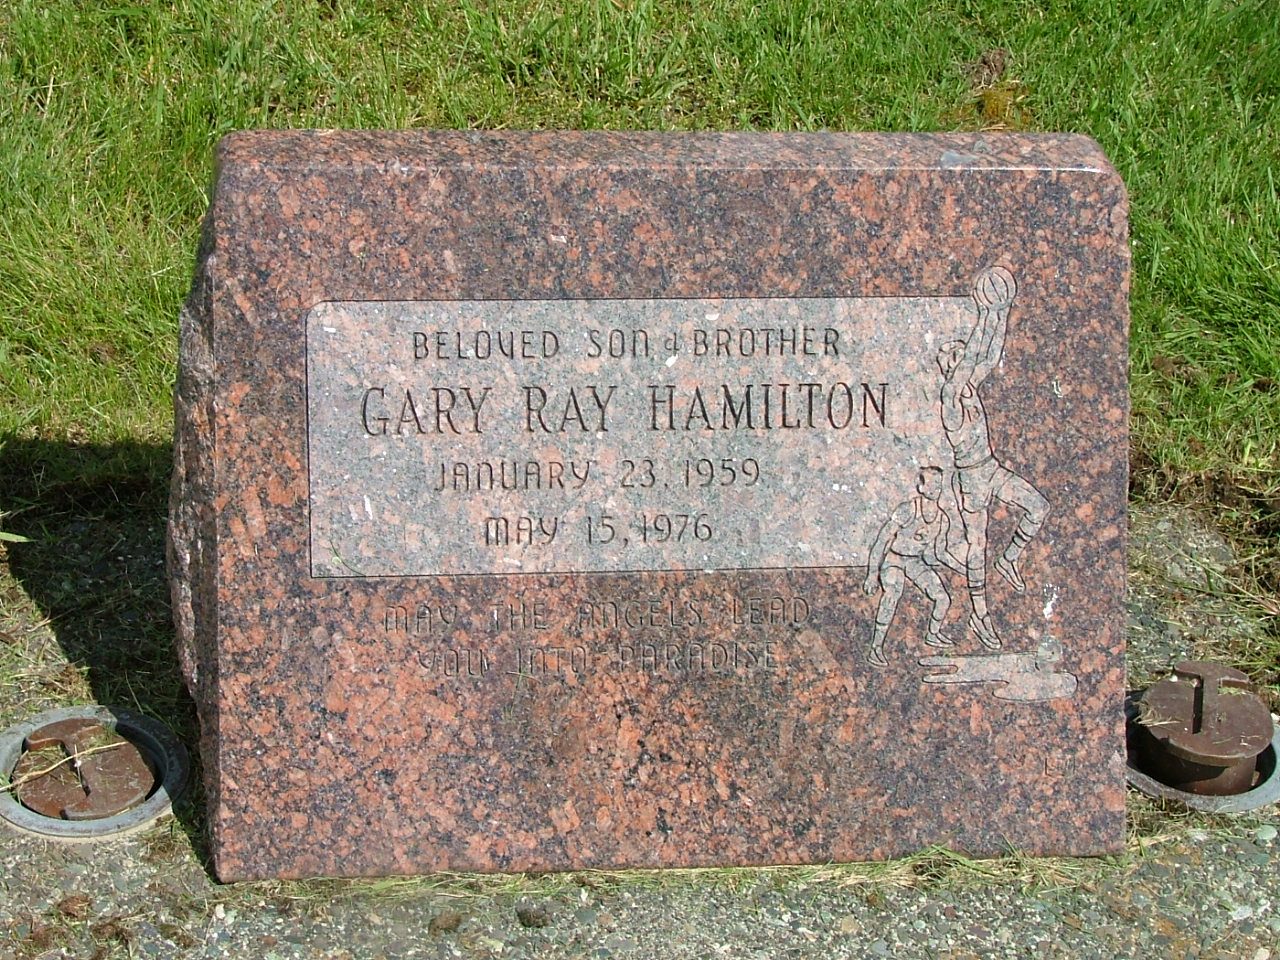 BELOVED SON & BROTHER
GARY RAY HAMILTON
JANUARY 23, 1959
MAY 15, 1976
MAY THE ANGELS LEAD
YOU INTO PARADISE